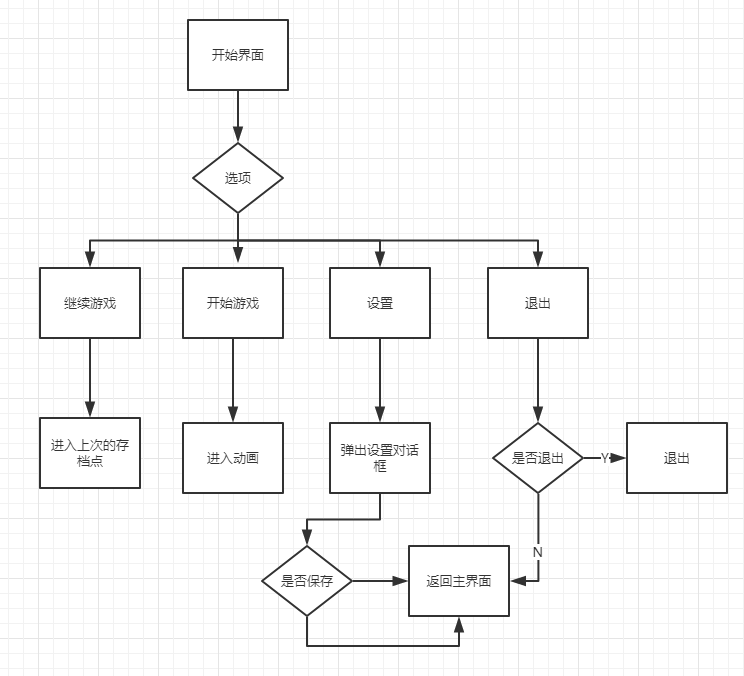 开始界面
选项
继续游戏
开始游戏
设置
退出
进入上次的存
档点
进入动画
弹出设置对话
框
是否退出
Y
退出
N
是否保存
返回主界面